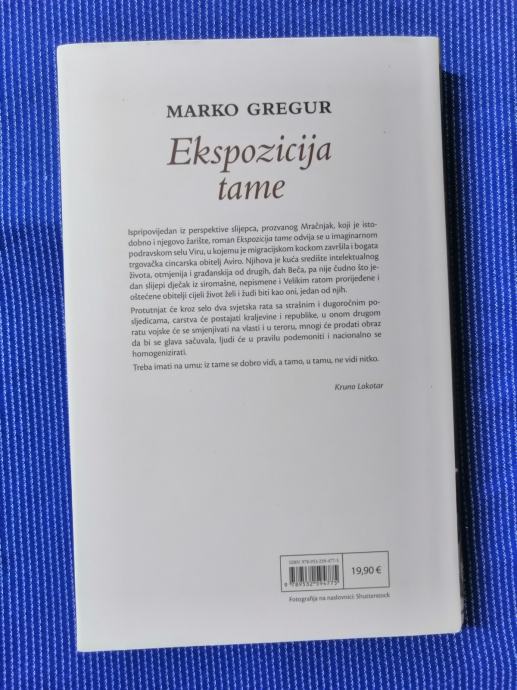 MARKO GREGUR
Ekspozicija
tame
Ispripovijedan iz perspektive slijepca, prozvanog Mračnjak, koji je isto-
dobno i njegovo žarište, roman Ekspozicija tame odvija se u imaginarnom
podravskom selu Viru, u kojemu je migracijskom kockom završila i bogata
trgovačka cincarska obitelj Aviro. Njihova je kuća središte intelektualnog
života, otmjenija i građanskija od drugih, dah Beča, pa nije čudno što je-
dan slijepi dječak iz siromašne, nepismene i Velikim ratom prorijeđene i
oštećene obitelji cijeli život želi i žudi biti kao oni, jedan od njih.
Protutnjat će kroz selo dva svjetska rata sa strašnim i dugoročnim po-
sljedicama, carstva će postajati kraljevine i republike, u onom drugom
ratu vojske će se smjenjivati na vlasti i u teroru, mnogi će prodati obraz
da bi se glava sačuvala, ljudi će u pravilu podemoniti i nacionalno se
homogenizirati.
Treba imati na umu: iz tame se dobro vidi, a tamo, u tamu, ne vidi nitko.
Kruno Lokotar
19,90 €
Fotografija na naslovnici: Shutterstock